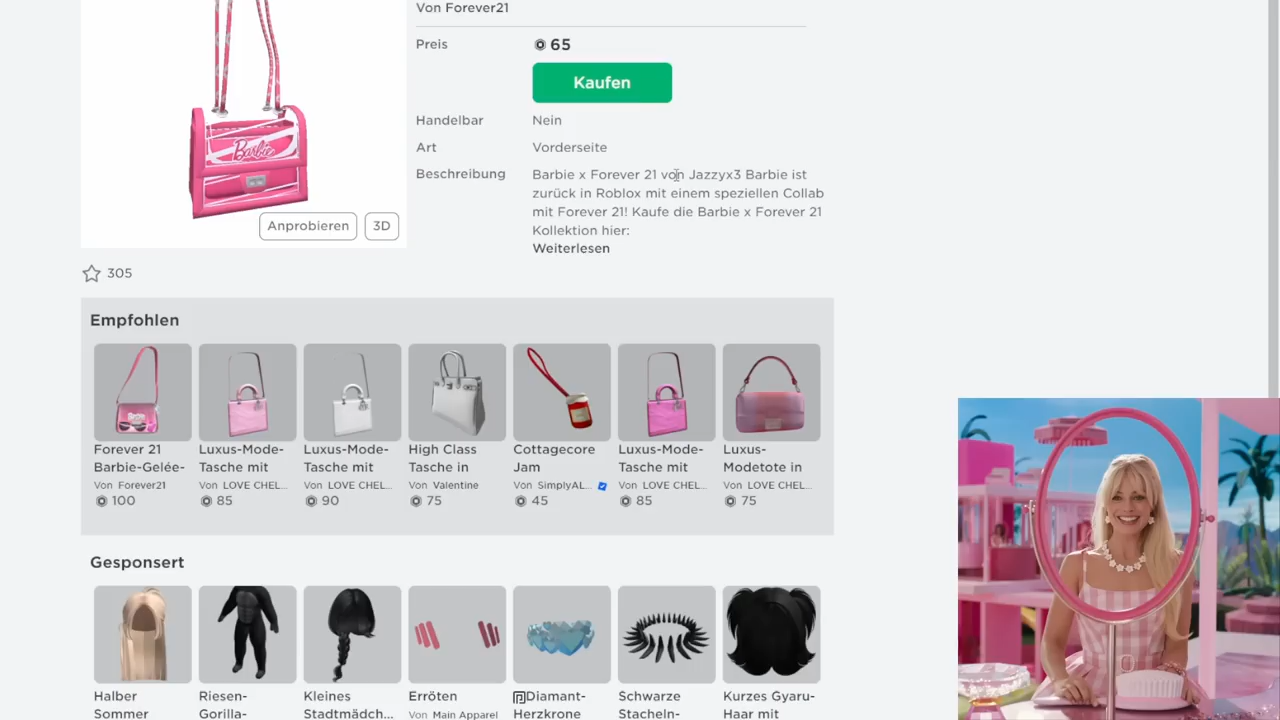 Von Forever21
Preis
65
Kaufen
Handelbar
Nein
Art
Vorderseite
Beschreibung
Barbie x Forever 21 von Jazzyx3 Barbie ist
zurück in Roblox mit einem speziellen Collab
mit Forever 21! Kaufe die Barbie x Forever 21
Kollektion hier:
Weiterlesen
Barbie
Anprobieren
3D
305
Empfohlen
Forever 21
Barbie-Gelée-
Von Forever21
100
Luxus-Mode-
Tasche mit
Von LOVE CHEL...
85
Luxus-Mode-
Tasche mit
Von LOVE CHEL...
90
High Class
Tasche in
Von Valentine
75
Cottagecore
Jam
Von SimplyAL...
45
Luxus-Mode-
Tasche mit
Von LOVE CHEL...
85
Luxus-
Modetote in
Von LOVE CHEL...
75
Gesponsert
Halber
Sommer
Riesen-
Gorilla-
Kleines
Stadtmädch...
Erröten
Von Main Apparel
Diamant-
Herzkrone
Schwarze
Stacheln-
Kurzes Gyaru-
Haar mit